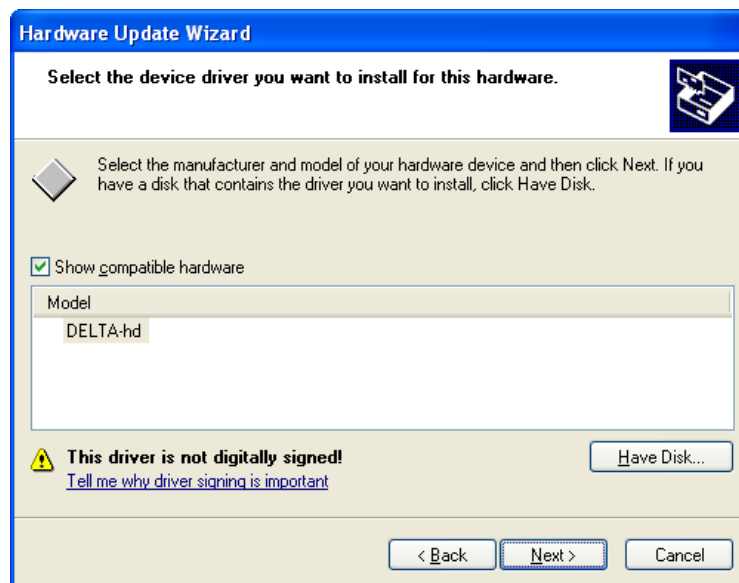 Hardware Update Wizard
Select the device driver you want to install for this hardware.
Select the manufacturer and model of your hardware device and then click Next. If you
have a disk that contains the driver you want to install, click Have Disk.
Show compatible hardware
Model
DELTA-hd
This driver is not digitally signed!
Have Disk...
Tell me why driver signing is important
< Back
Next >
Cancel